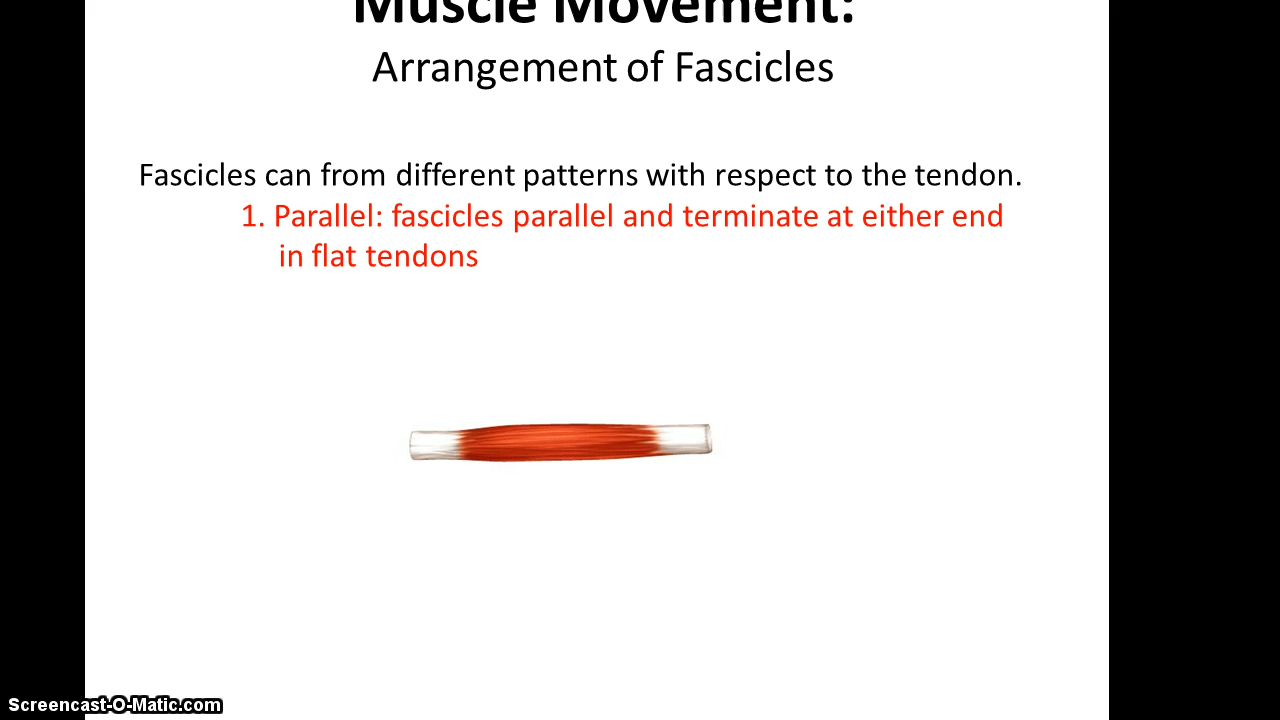 Muscle Movement:
Arrangement of Fascicles
Fascicles can from different patterns with respect to the tendon.
1. Parallel: fascicles parallel and terminate at either end
in flat tendons
Screencast-O-Matic.com